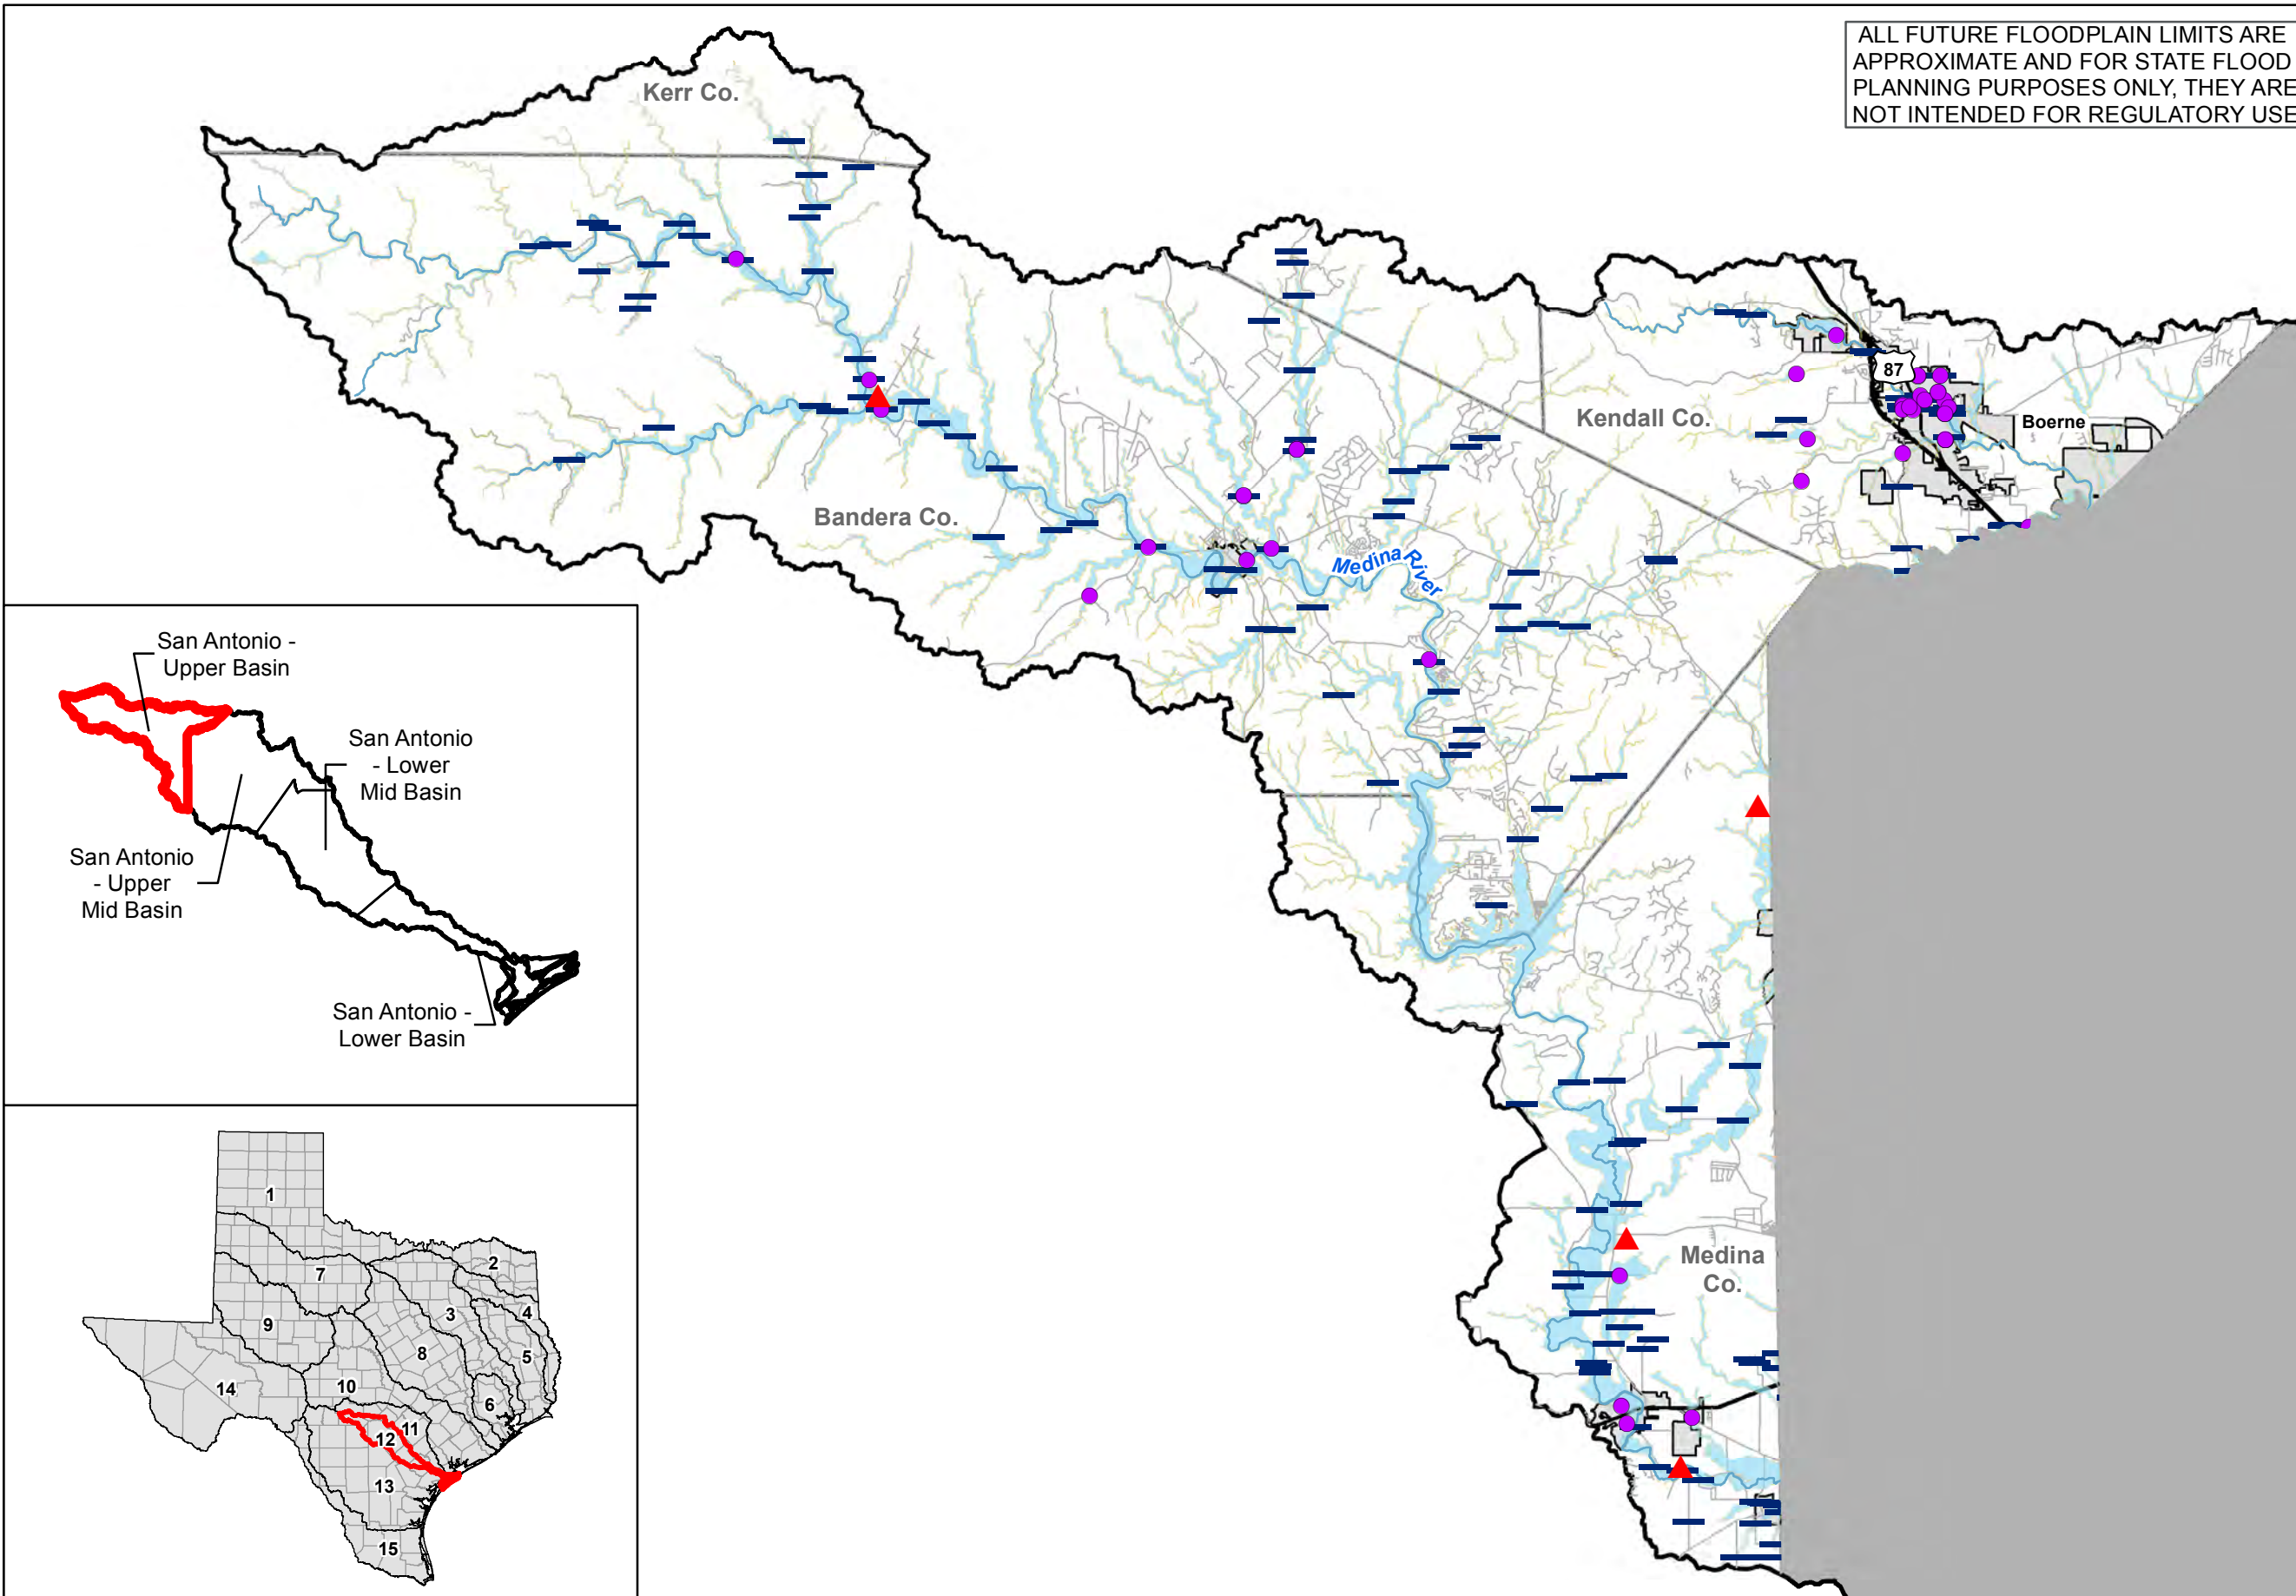 ALL FUTURE FLOODPLAIN LIMITS ARE
APPROXIMATE AND FOR STATE FLOOD
PLANNING PURPOSES ONLY, THEY ARE
NOT INTENDED FOR REGULATORY USE
Kerr Co.
87
Kendall Co.
Boerne
Bandera Co.
Medina River
San Antonio -
Upper Basin
San Antonio
- Lower
Mid Basin
San Antonio
- Upper
Mid Basin
San Antonio -
Lower Basin
Medina
Co.
1
2
7
3
4
9
8
5
14
10
6
11
12
13
15